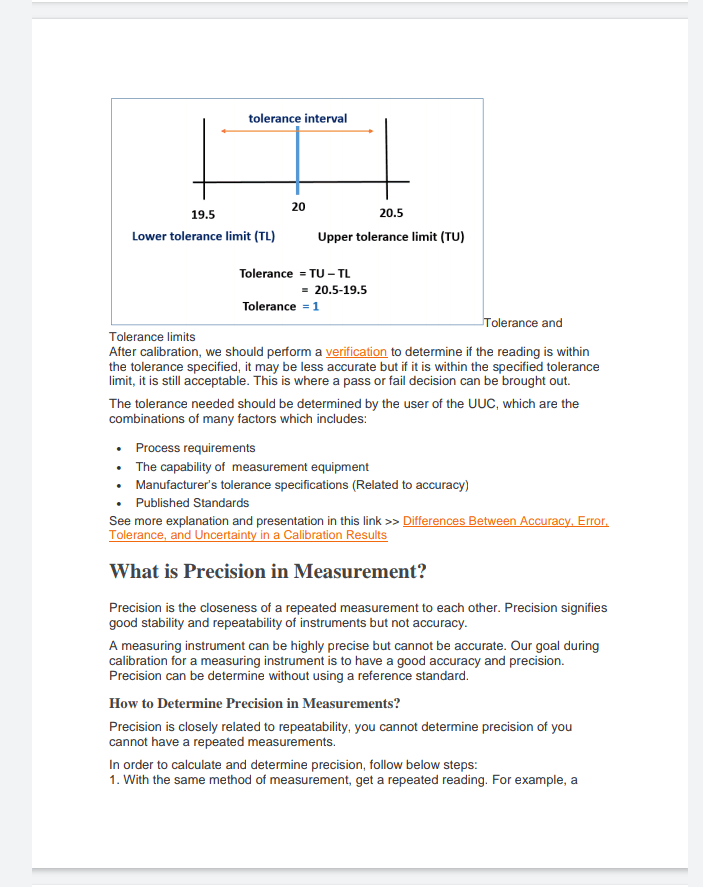 tolerance interval
19.5
20
20.5
Lower tolerance limit (TL)
Upper tolerance limit (TU)
Tolerance = TU – TL
= 20.5-19.5
Tolerance = 1
Tolerance and
Tolerance limits
After calibration, we should perform a verification to determine if the reading is within
the tolerance specified, it may be less accurate but if it is within the specified tolerance
limit, it is still acceptable. This is where a pass or fail decision can be brought out.
The tolerance needed should be determined by the user of the UUC, which are the
combinations of many factors which includes:
• Process requirements
• The capability of measurement equipment
• Manufacturer's tolerance specifications (Related to accuracy)
• Published Standards
See more explanation and presentation in this link >> Differences Between Accuracy, Error,
Tolerance, and Uncertainty in a Calibration Results
What is Precision in Measurement?
Precision is the closeness of a repeated measurement to each other. Precision signifies
good stability and repeatability of instruments but not accuracy.
A measuring instrument can be highly precise but cannot be accurate. Our goal during
calibration for a measuring instrument is to have a good accuracy and precision.
Precision can be determine without using a reference standard.
How to Determine Precision in Measurements?
Precision is closely related to repeatability, you cannot determine precision of you
cannot have a repeated measurements.
In order to calculate and determine precision, follow below steps:
1. With the same method of measurement, get a repeated reading. For example, a